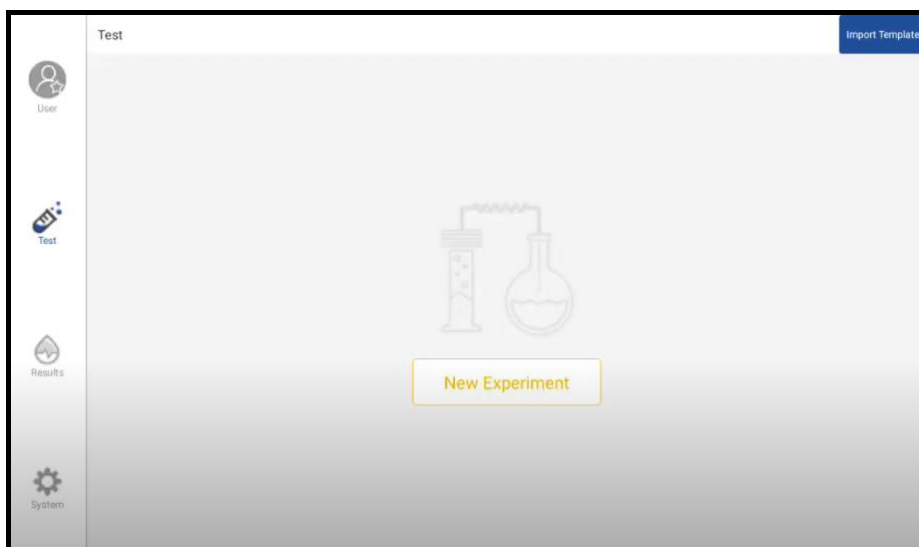 Test
Import Template
User
Test
Results
New Experiment
System